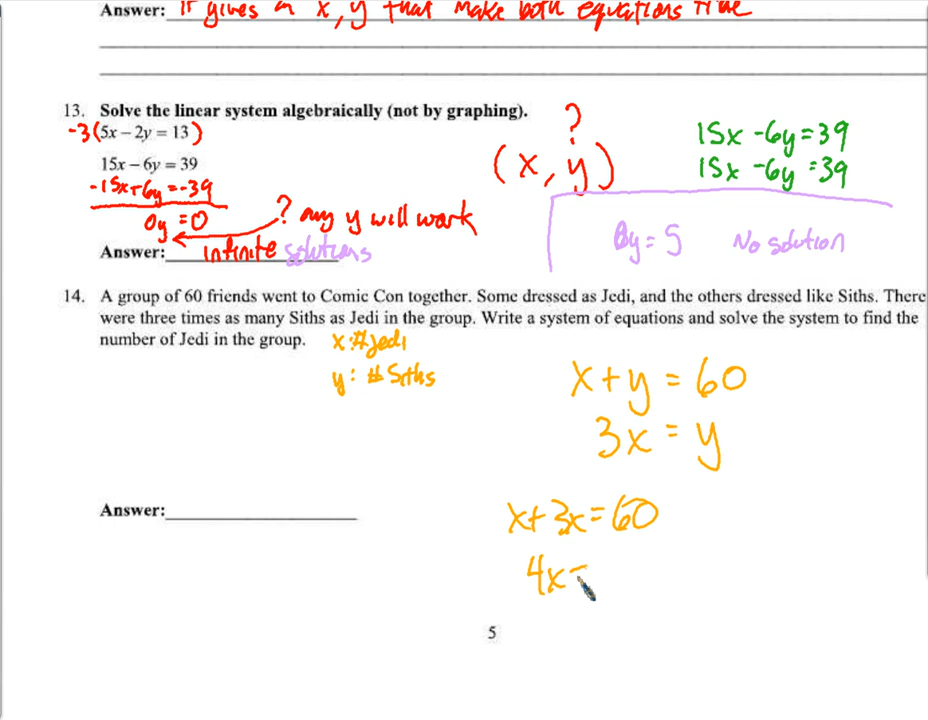 Answer: It gives an x, y that make both equations true
13. Solve the linear system algebraically (not by graphing).
-3(5x – 2y = 13)
15x – 6y = 39
-15x+6y=-39
0y = 0
? any y will work
Answer: infinite solutions
?
(x, y)
15x - 6y = 39
15x - 6y = 39
0y = 5 No solution
14. A group of 60 friends went to Comic Con together. Some dressed as Jedi, and the others dressed like Siths. There
were three times as many Siths as Jedi in the group. Write a system of equations and solve the system to find the
number of Jedi in the group. x: # Jedi
y: # Siths
x + y = 60
3x = y
Answer:
x + 3x = 60
4x =
5